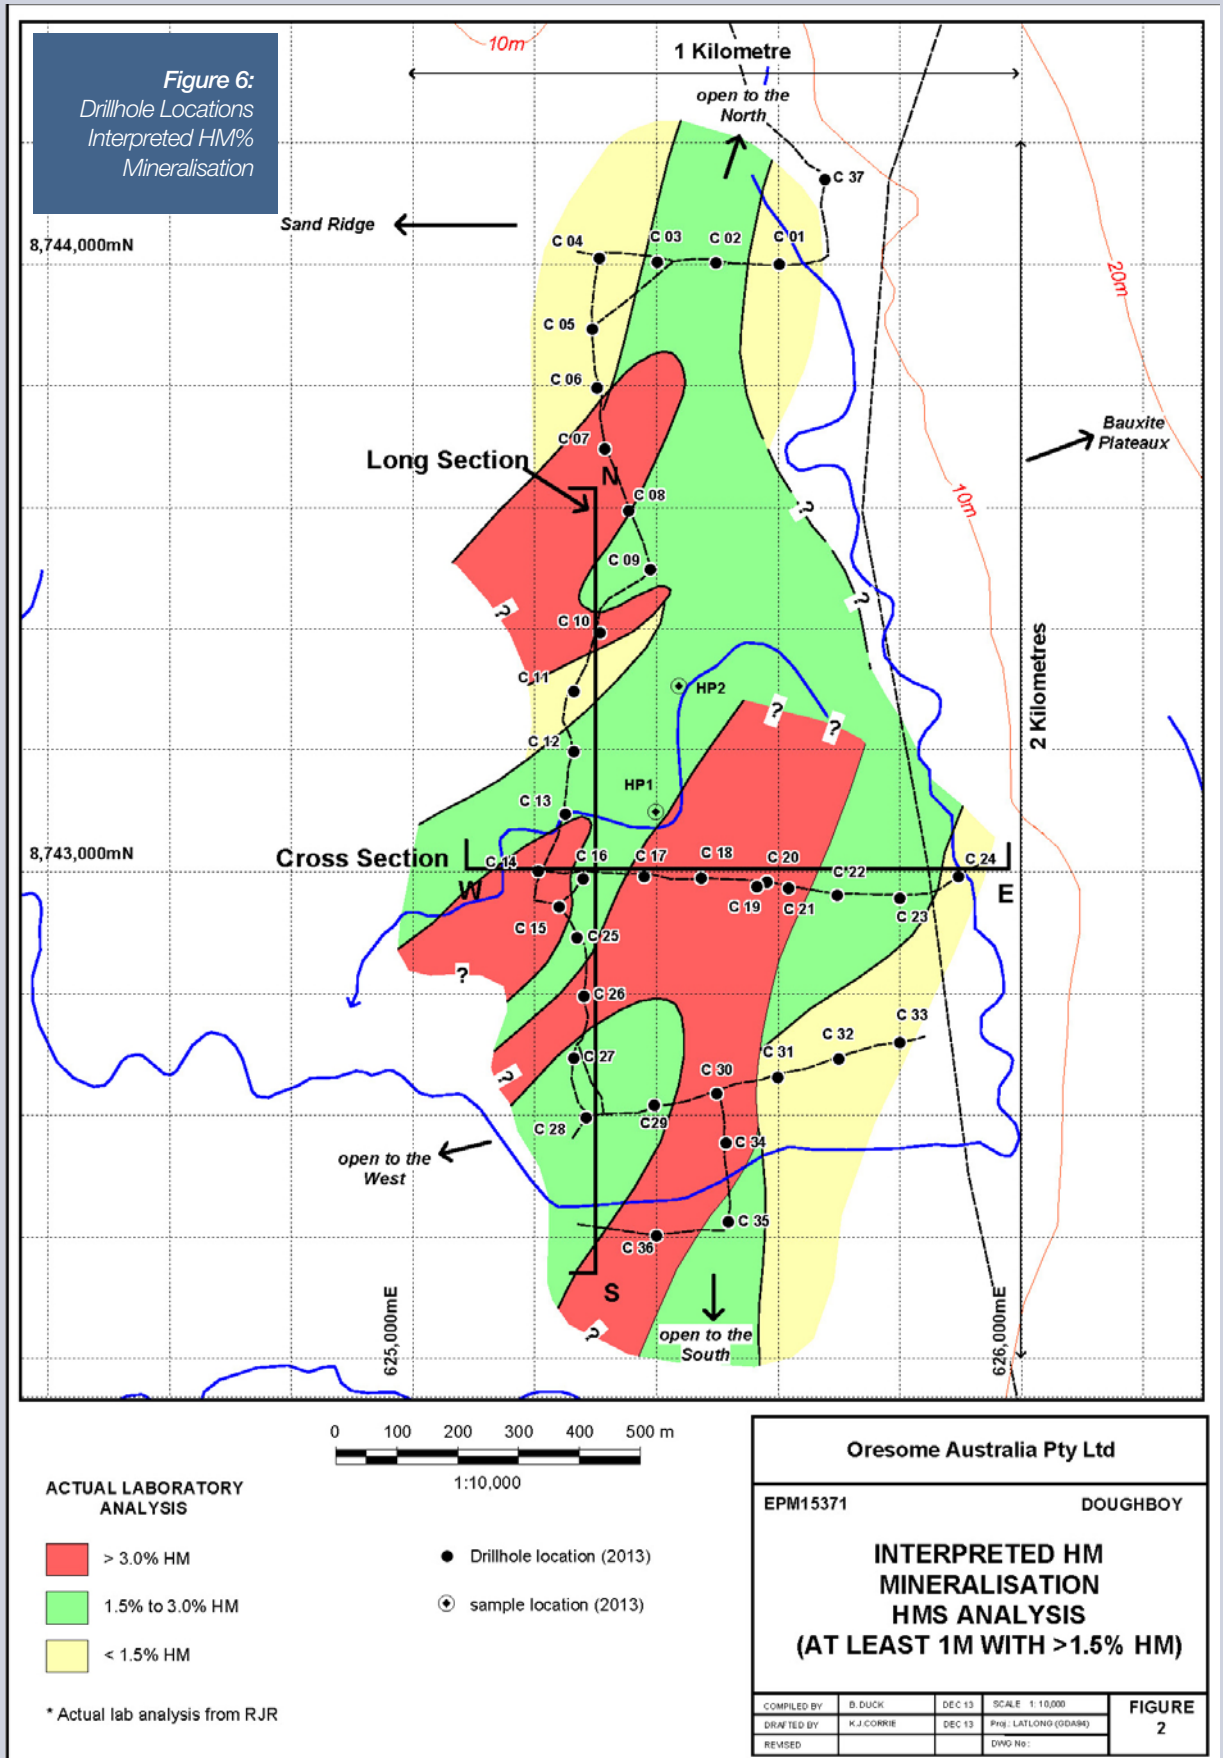 Figure 6:
Drillhole Locations
Interpreted HM%
Mineralisation
10m
1 Kilometre
open to the
North
C 37
Sand Ridge
8,744,000mN
C 04
C 03
C 02
C 01
20m
C 05
C 06
Bauxite
Plateaux
C 07
Long Section
N
C 08
10m
?
C 09
?
?
C 10
2 Kilometres
C 11
HP2
?
?
C 12
HP1
C 13
8,743,000mN
Cross Section
C 14
C 16
C 17
C 18
C 20
C 22
C 24
W
E
C 15
C 19
C 21
C 23
C 25
?
C 26
C 33
C 32
C 31
C 27
?
C 30
C 28
C29
C 34
open to the
West
C 35
C 36
S
?
open to the
South
625,000mE
626,000mE
0 100 200 300 400 500 m
1:10,000
ACTUAL LABORATORY
ANALYSIS
> 3.0% HM
1.5% to 3.0% HM
< 1.5% HM
* Actual lab analysis from RJR
Drillhole location (2013)
sample location (2013)
Oresome Australia Pty Ltd
EPM15371 DOUGHBOY
INTERPRETED HM
MINERALISATION
HMS ANALYSIS
(AT LEAST 1M WITH >1.5% HM)
COMPILED BY B. DUCK DEC 13 SCALE 1: 10,000
DRAFTED BY K.J.CORRIE DEC 13 Proj.: LATLONG (GDA94)
REVISED DWG No:
FIGURE
2